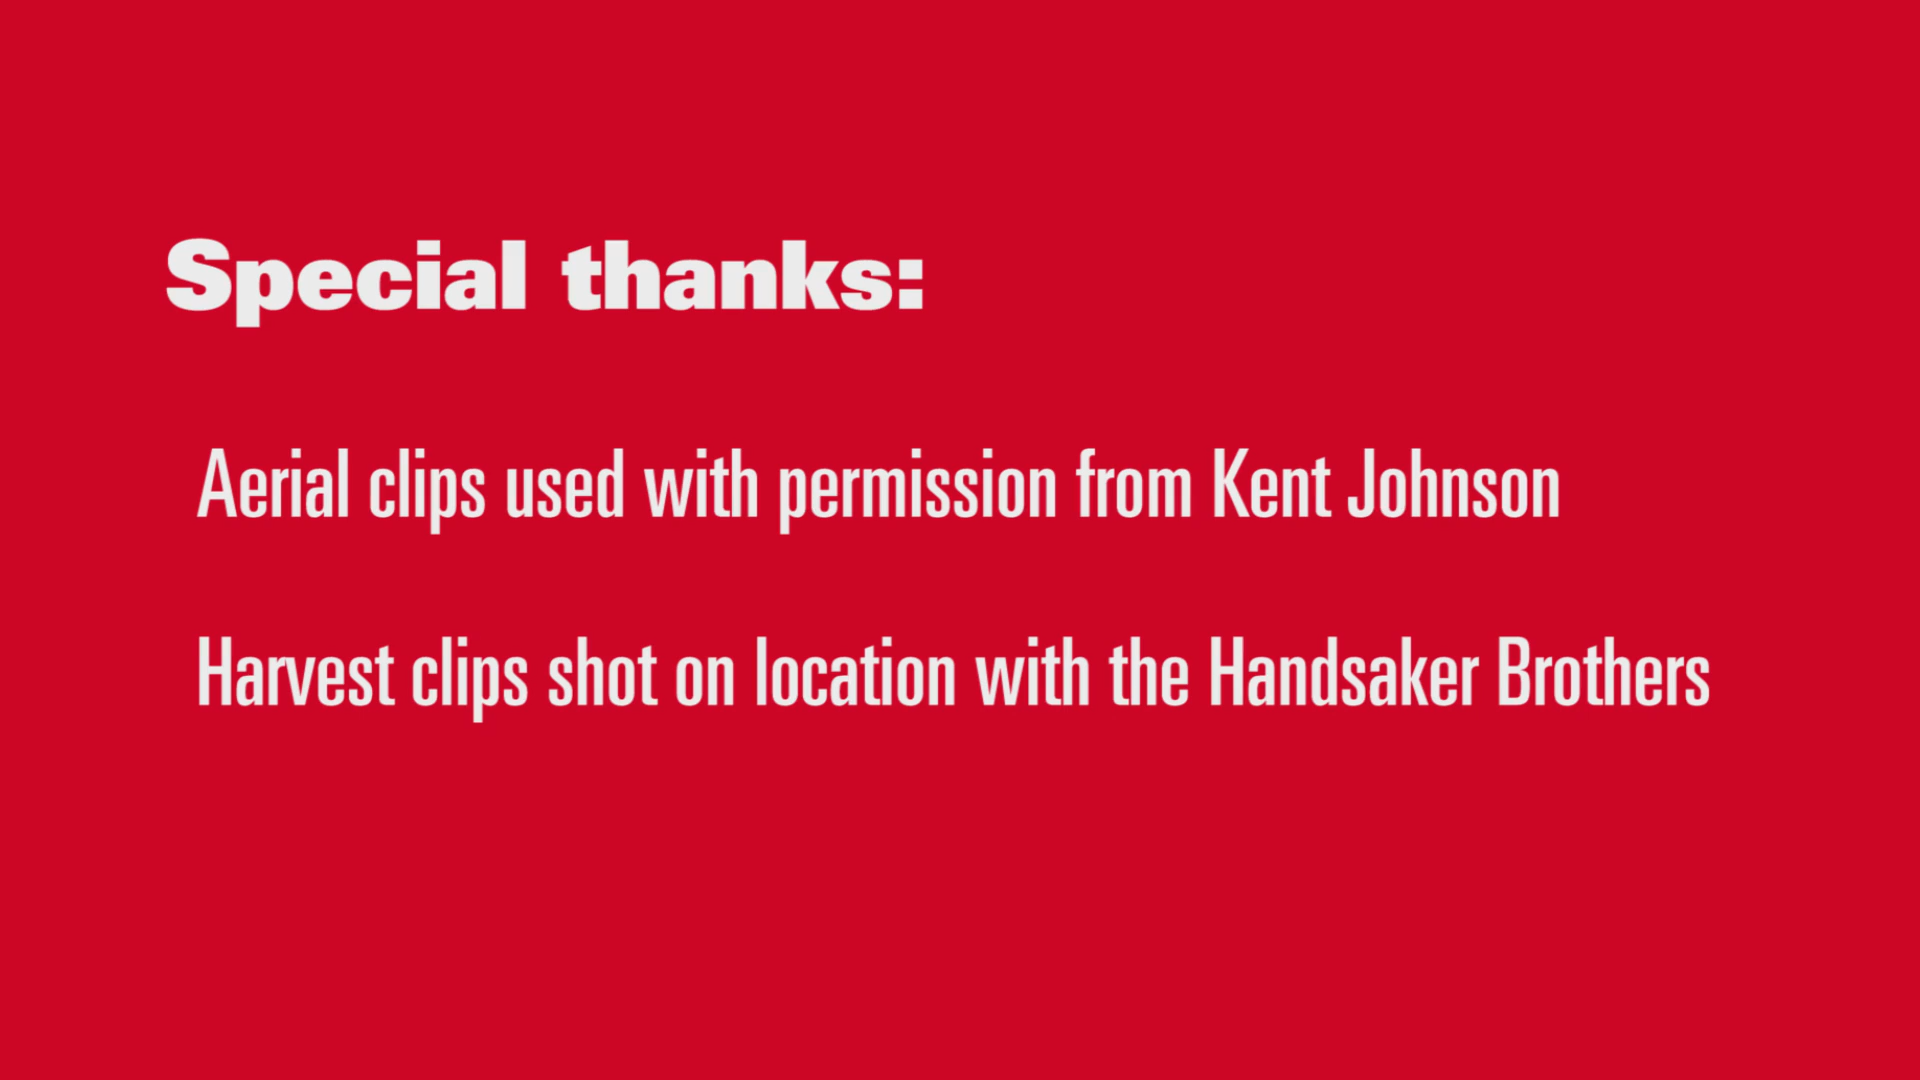 Special thanks:
Aerial clips used with permission from Kent Johnson
Harvest clips shot on location with the Handsaker Brothers